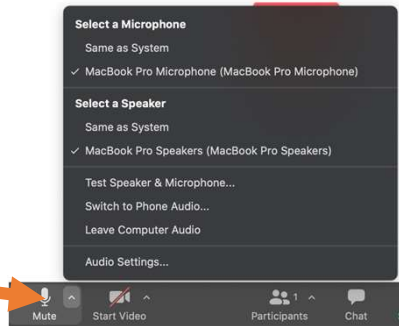 Select a Microphone
Same as System
✓ MacBook Pro Microphone (MacBook Pro Microphone)
Select a Speaker
Same as System
✓ MacBook Pro Speakers (MacBook Pro Speakers)
Test Speaker & Microphone...
Switch to Phone Audio...
Leave Computer Audio
Audio Settings...
1
Mute Start Video Participants Chat